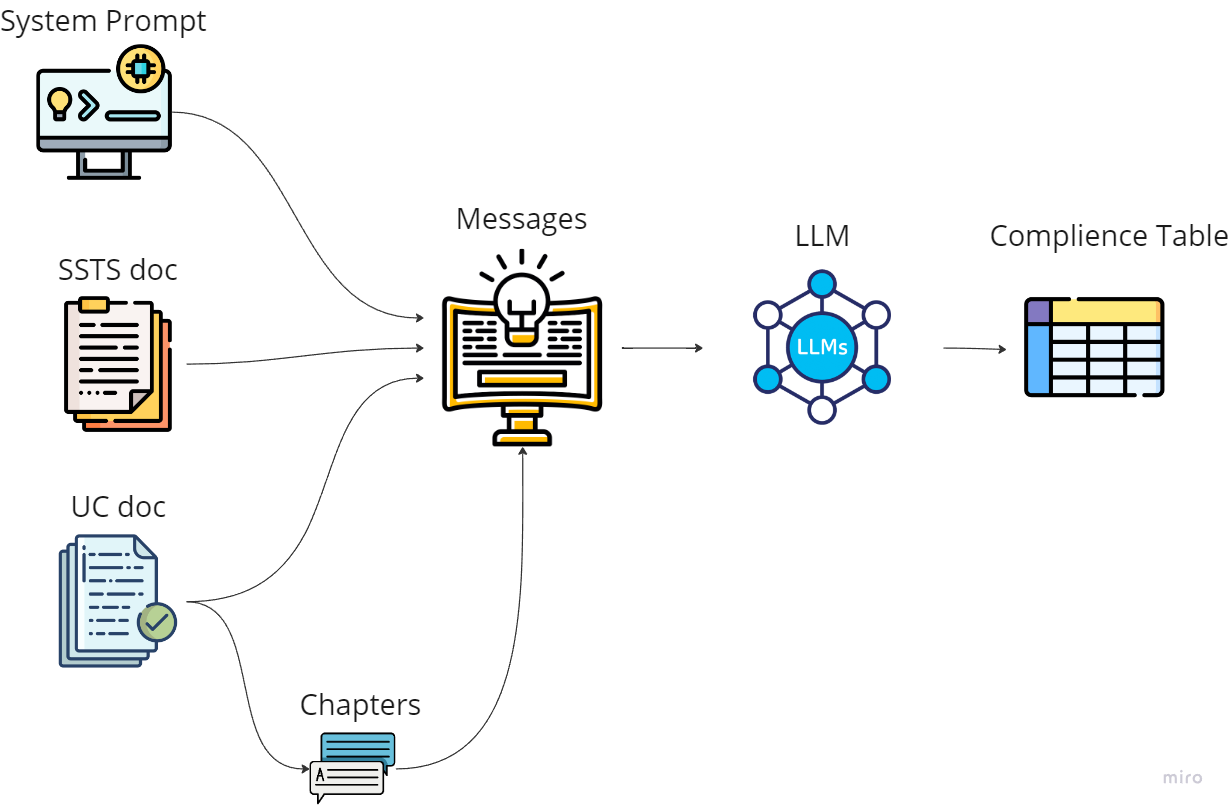 System Prompt
SSTS doc
UC doc
Chapters
A
Messages
LLM
LLMs
Complience Table
miro